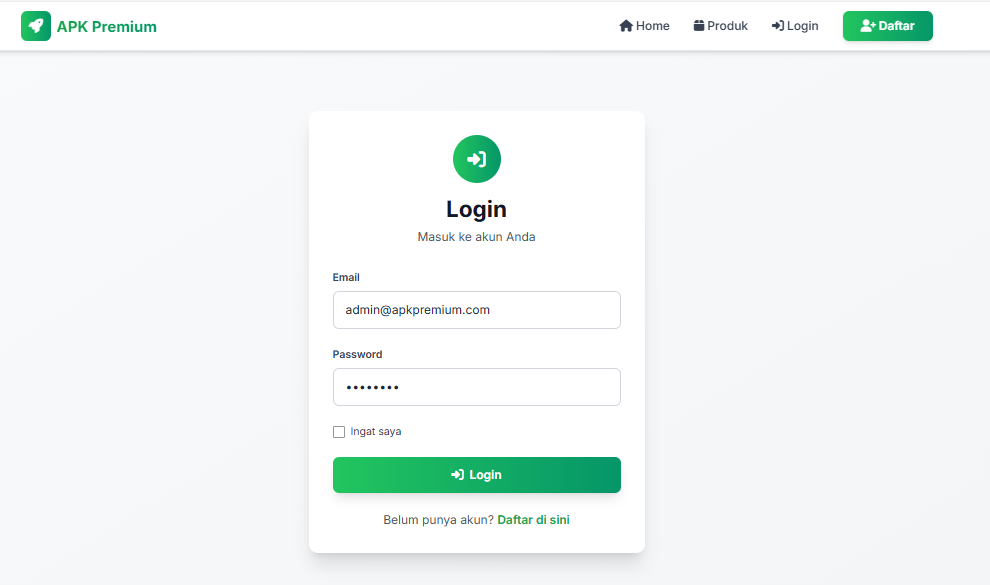 APK Premium Home Produk Login Daftar
Login
Masuk ke akun Anda
Email
admin@apkpremium.com
Password
••••••••
Ingat saya
Login
Belum punya akun? Daftar di sini